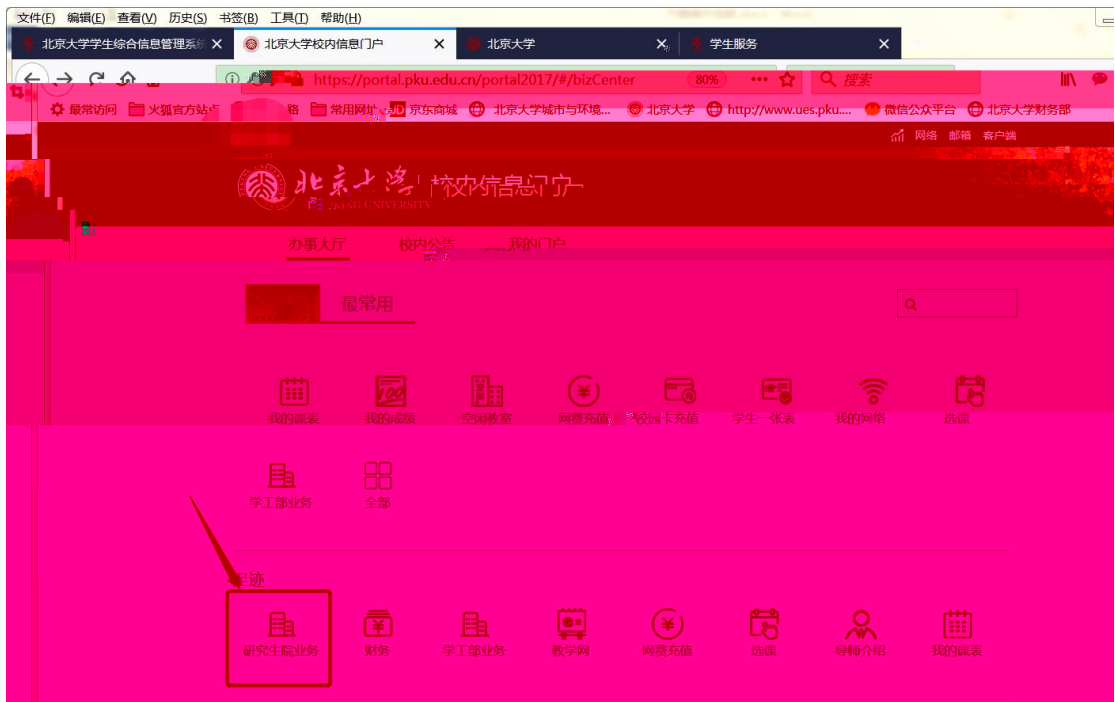 文件(F) 编辑(E) 查看(V) 历史(S) 书签(B) 工具(T) 帮助(H)
北京大学学生综合信息管理系统 北京大学校内信息门户 北京大学 学生服务
https://portal.pku.edu.cn/portal2017/#/bizCenter 80% 搜索
最常访问 火狐官方站点 路 常用网址 JD 京东商城 北京大学城市与环境... 北京大学 http://www.ues.pku.... 微信公众平台 北京大学财务部
网络 邮箱 客户端
北京大学 校内信息门户
PEKING UNIVERSITY
办事大厅 校内公告 我的门户
最常用
我的课表 我的成绩 空闲教室 网费充值 校园卡充值 学生一张表 我的网络 选课
学工部业务 全部
足迹
研究生院业务 财务 学工部业务 教学网 网费充值 选课 导师介绍 我的课表